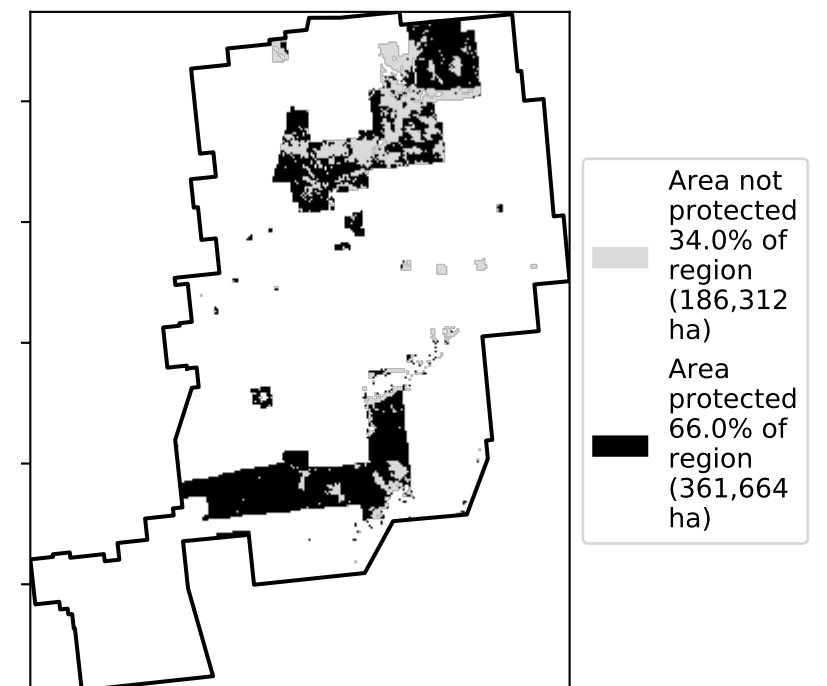 Area not
protected
34.0% of
region
(186,312
ha)
Area
protected
66.0% of
region
(361,664
ha)